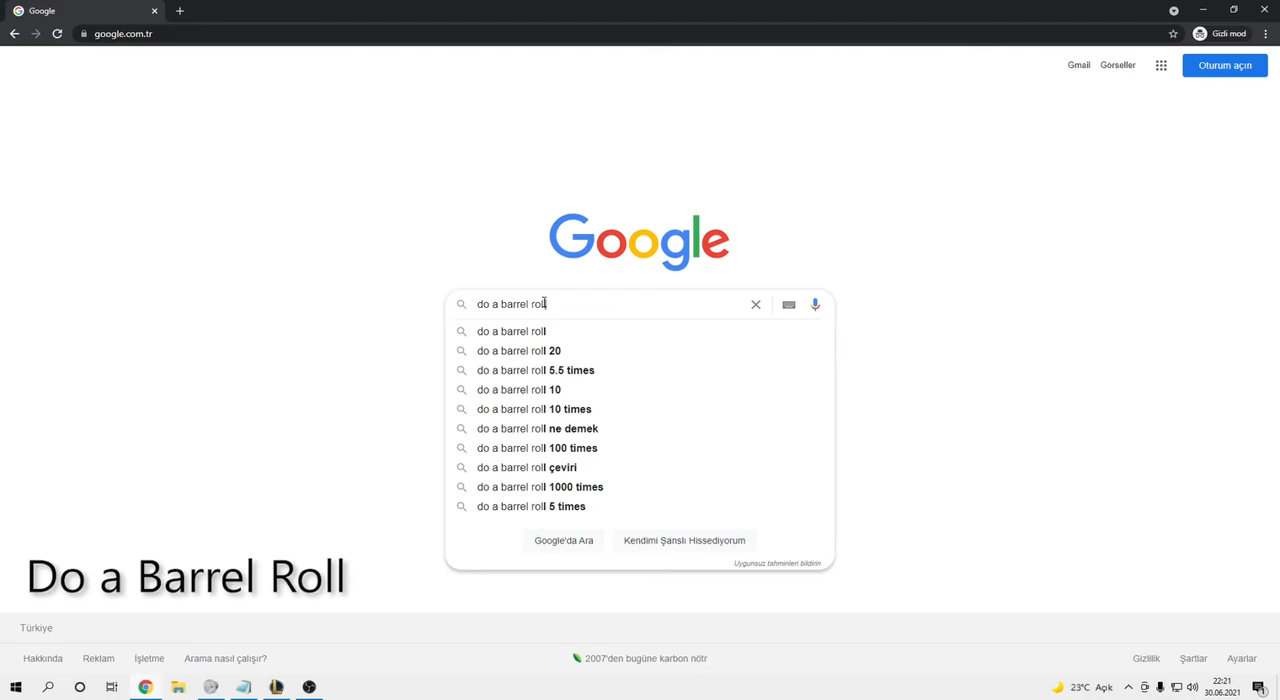 Google
google.com.tr
Gizli mod
Gmail
Görseller
Oturum açın
Google
do a barrel roll
do a barrel roll
do a barrel roll 20
do a barrel roll 5.5 times
do a barrel roll 10
do a barrel roll 10 times
do a barrel roll ne demek
do a barrel roll 100 times
do a barrel roll çeviri
do a barrel roll 1000 times
do a barrel roll 5 times
Google'da Ara
Kendimi Şanslı Hissediyorum
Uygunsuz tahminleri bildirin
Do a Barrel Roll
Türkiye
Hakkında
Reklam
İşletme
Arama nasıl çalışır?
2007'den bugüne karbon nötr
Gizlilik
Şartlar
Ayarlar
23°C Açık
22:21
30.06.2021